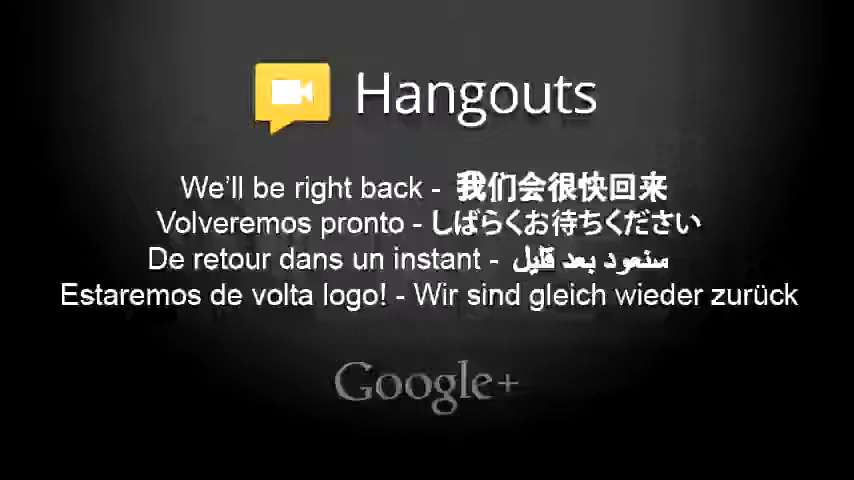 Hangouts
We'll be right back - 我们会很快回来
Volveremos pronto - しばらくお待ちください
De retour dans un instant - سنعود بعد قليل
Estaremos de volta logo! - Wir sind gleich wieder zurück
Google+